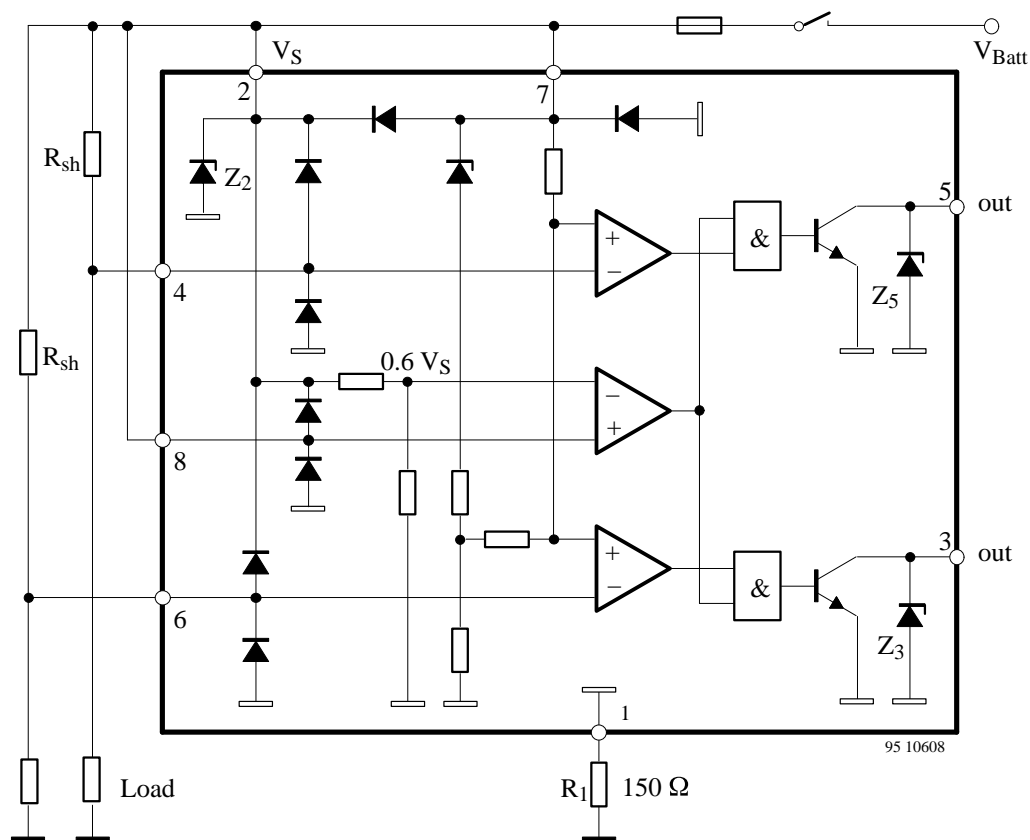 V_S
V_Batt
2
7
R_sh
Z_2
5
out
+
−
&
4
Z_5
R_sh
0.6 V_S
−
+
8
3
out
+
−
&
6
Z_3
1
95 10608
Load
R_1
150 Ω